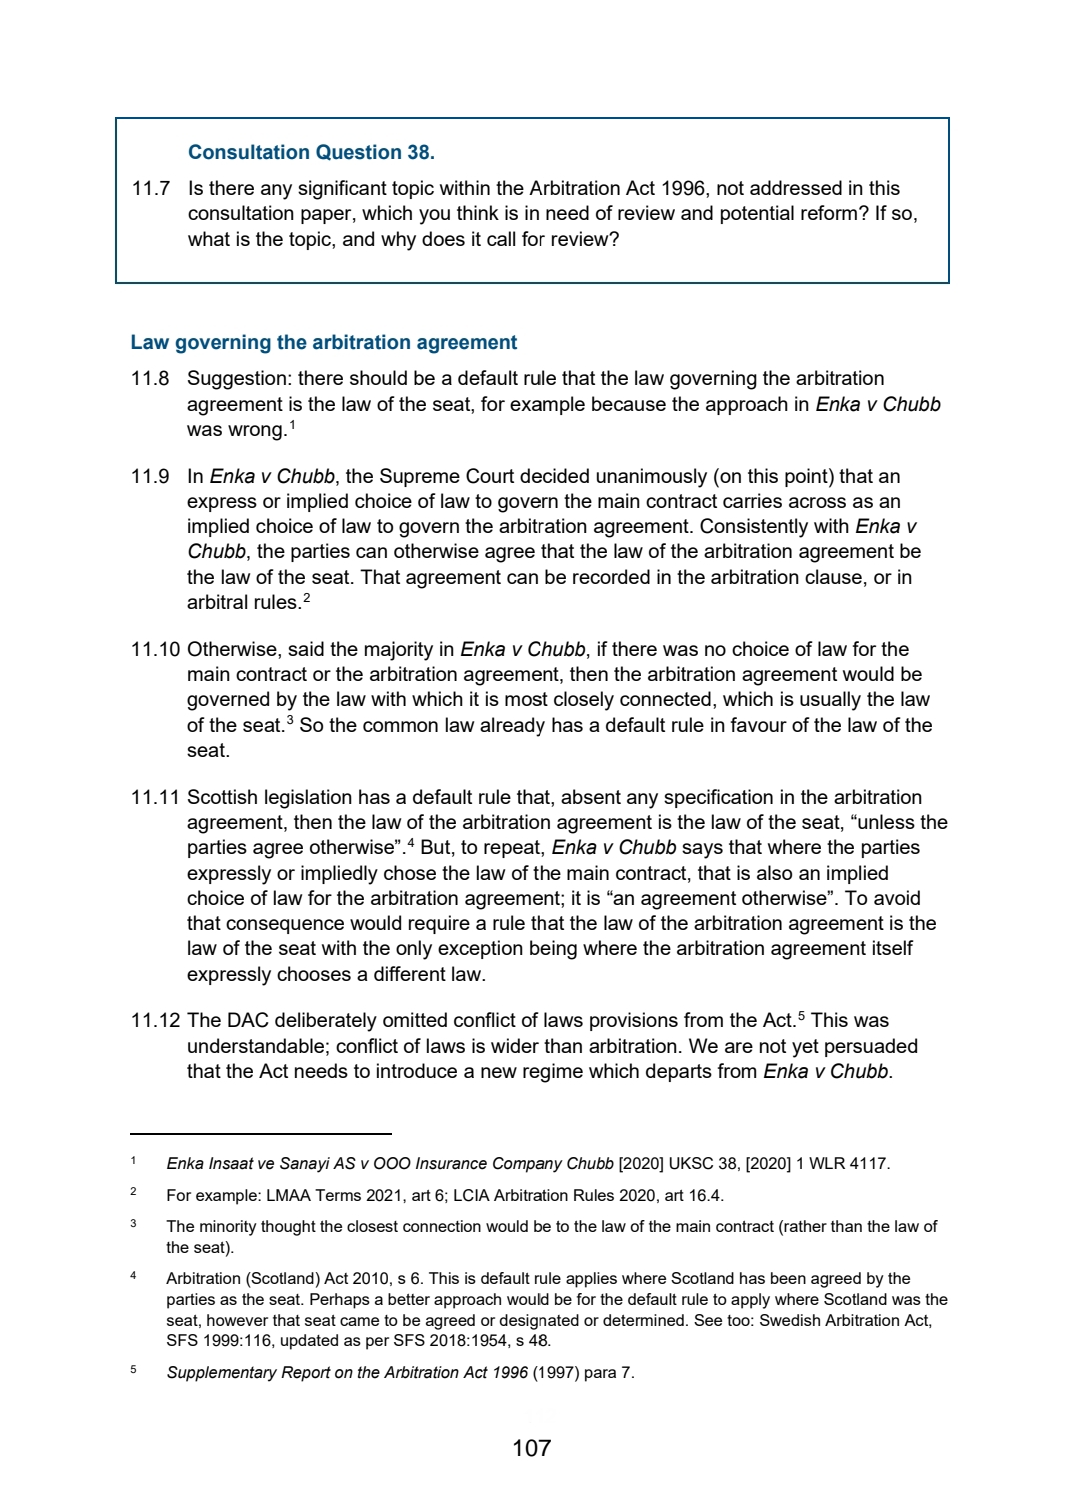 Consultation Question 38.
11.7 Is there any significant topic within the Arbitration Act 1996, not addressed in this
consultation paper, which you think is in need of review and potential reform? If so,
what is the topic, and why does it call for review?
Law governing the arbitration agreement
11.8 Suggestion: there should be a default rule that the law governing the arbitration
agreement is the law of the seat, for example because the approach in Enka v Chubb
was wrong.1
11.9 In Enka v Chubb, the Supreme Court decided unanimously (on this point) that an
express or implied choice of law to govern the main contract carries across as an
implied choice of law to govern the arbitration agreement. Consistently with Enka v
Chubb, the parties can otherwise agree that the law of the arbitration agreement be
the law of the seat. That agreement can be recorded in the arbitration clause, or in
arbitral rules.2
11.10 Otherwise, said the majority in Enka v Chubb, if there was no choice of law for the
main contract or the arbitration agreement, then the arbitration agreement would be
governed by the law with which it is most closely connected, which is usually the law
of the seat.3 So the common law already has a default rule in favour of the law of the
seat.
11.11 Scottish legislation has a default rule that, absent any specification in the arbitration
agreement, then the law of the arbitration agreement is the law of the seat, “unless the
parties agree otherwise”.4 But, to repeat, Enka v Chubb says that where the parties
expressly or impliedly chose the law of the main contract, that is also an implied
choice of law for the arbitration agreement; it is “an agreement otherwise”. To avoid
that consequence would require a rule that the law of the arbitration agreement is the
law of the seat with the only exception being where the arbitration agreement itself
expressly chooses a different law.
11.12 The DAC deliberately omitted conflict of laws provisions from the Act.5 This was
understandable; conflict of laws is wider than arbitration. We are not yet persuaded
that the Act needs to introduce a new regime which departs from Enka v Chubb.
1 Enka Insaat ve Sanayi AS v OOO Insurance Company Chubb [2020] UKSC 38, [2020] 1 WLR 4117.
2 For example: LMAA Terms 2021, art 6; LCIA Arbitration Rules 2020, art 16.4.
3 The minority thought the closest connection would be to the law of the main contract (rather than the law of
the seat).
4 Arbitration (Scotland) Act 2010, s 6. This is default rule applies where Scotland has been agreed by the
parties as the seat. Perhaps a better approach would be for the default rule to apply where Scotland was the
seat, however that seat came to be agreed or designated or determined. See too: Swedish Arbitration Act,
SFS 1999:116, updated as per SFS 2018:1954, s 48.
5 Supplementary Report on the Arbitration Act 1996 (1997) para 7.
107